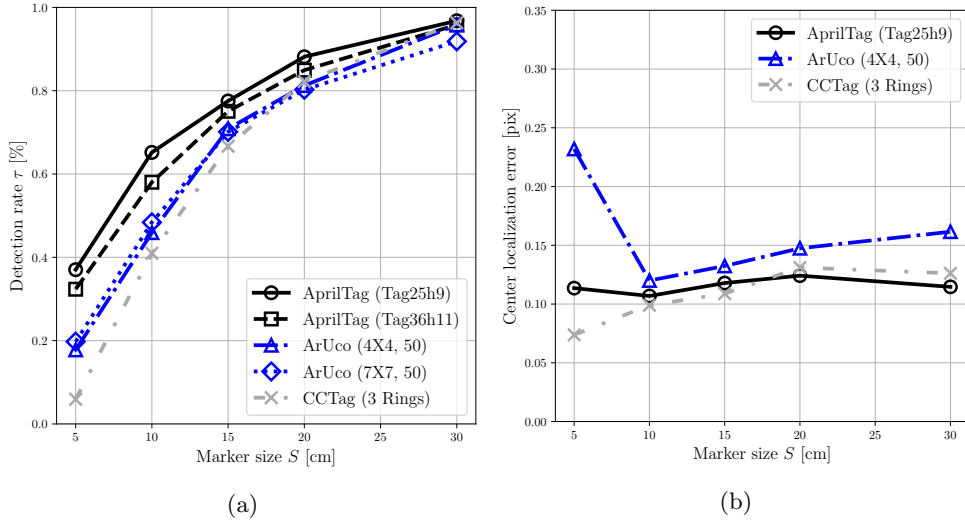 1.0
0.8
0.6
0.4
0.2
0.0
Detection rate τ [%]
AprilTag (Tag25h9)
AprilTag (Tag36h11)
ArUco (4X4, 50)
ArUco (7X7, 50)
CCTag (3 Rings)
5 10 15 20 25 30
Marker size S [cm]
(a)
0.35
0.30
0.25
0.20
0.15
0.10
0.05
0.00
Center localization error [pix]
AprilTag (Tag25h9)
ArUco (4X4, 50)
CCTag (3 Rings)
5 10 15 20 25 30
Marker size S [cm]
(b)